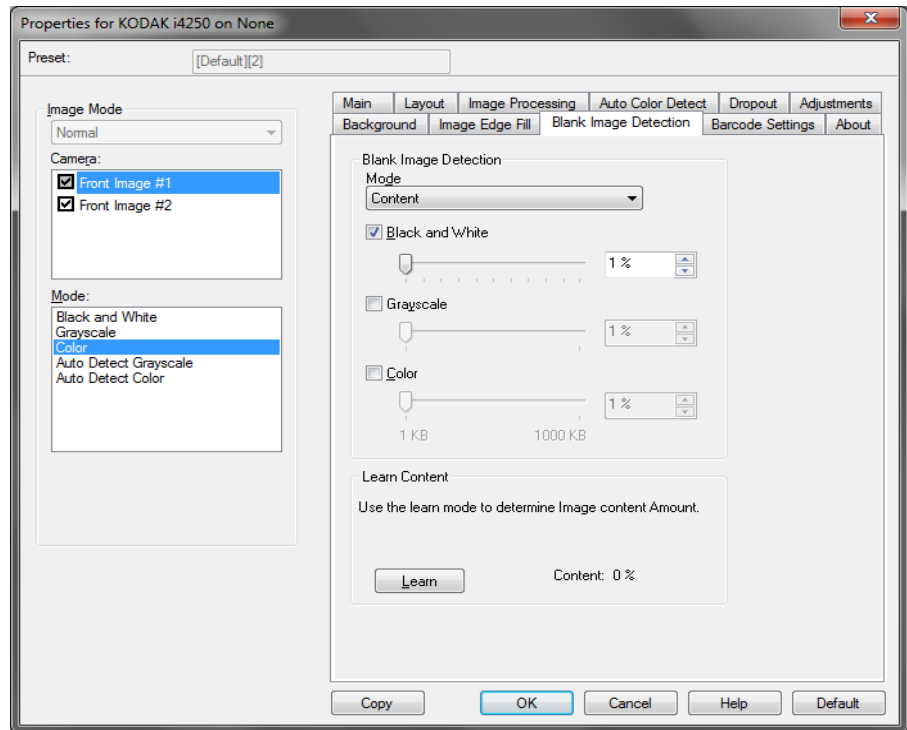 Properties for KODAK i4250 on None
Preset: [Default][2]
Image Mode
Normal
Camera:
Front Image #1
Front Image #2
Mode:
Black and White
Grayscale
Color
Auto Detect Grayscale
Auto Detect Color
Main Layout Image Processing Auto Color Detect Dropout Adjustments
Background Image Edge Fill Blank Image Detection Barcode Settings About
Blank Image Detection
Mode
Content
Black and White
1 %
Grayscale
1 %
Color
1 %
1 KB 1000 KB
Learn Content
Use the learn mode to determine Image content Amount.
Learn Content: 0 %
Copy OK Cancel Help Default